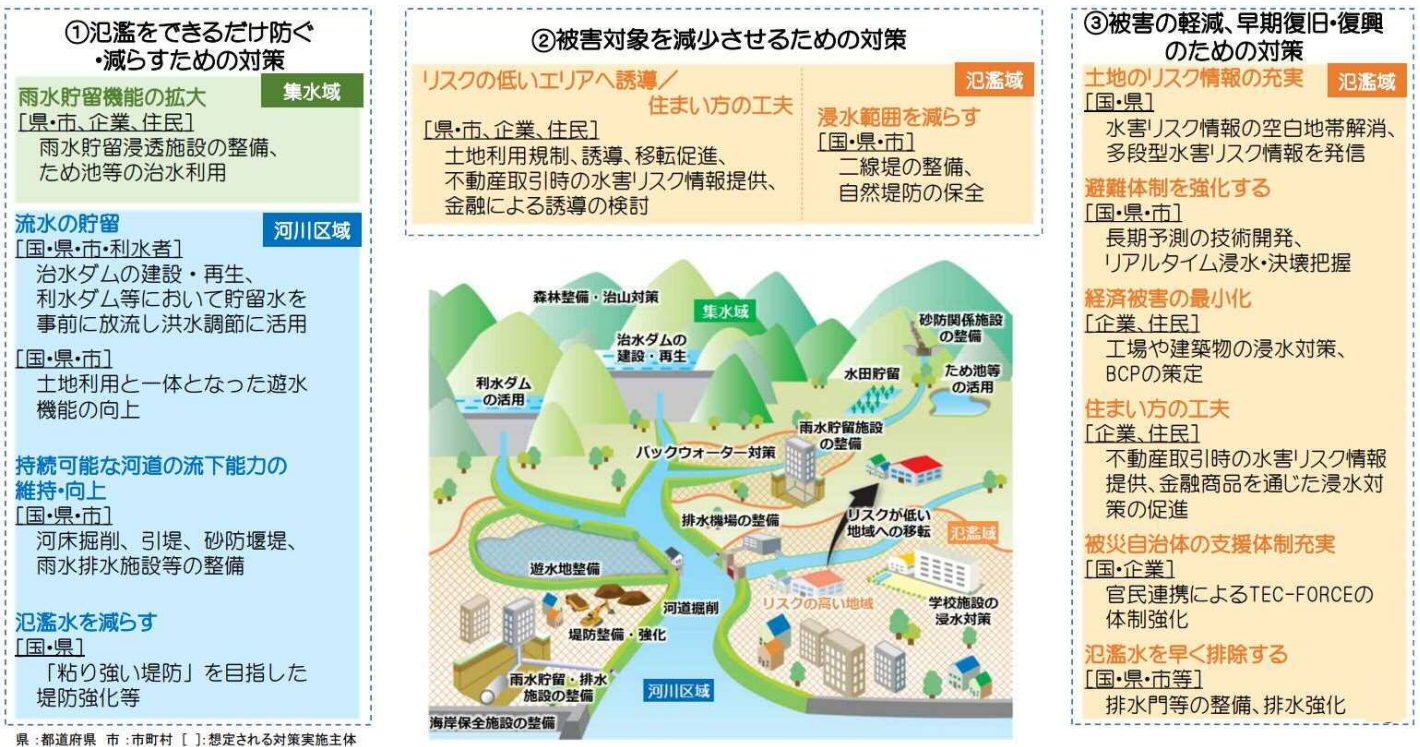 ①氾濫をできるだけ防ぐ
・減らすための対策
集水域
雨水貯留機能の拡大
[県・市、企業、住民]
雨水貯留浸透施設の整備、
ため池等の治水利用
流水の貯留
河川区域
[国・県・市・利水者]
治水ダムの建設・再生、
利水ダム等において貯留水を
事前に放流し洪水調節に活用
[国・県・市]
土地利用と一体となった遊水
機能の向上
持続可能な河道の流下能力の
維持・向上
[国・県・市]
河床掘削、引堤、砂防堰堤、
雨水排水施設等の整備
氾濫水を減らす
[国・県]
「粘り強い堤防」を目指した
堤防強化等
県：都道府県 市：市町村 [ ]：想定される対策実施主体
②被害対象を減少させるための対策
リスクの低いエリアへ誘導／
住まい方の工夫
[県・市、企業、住民]
土地利用規制、誘導、移転促進、
不動産取引時の水害リスク情報提供、
金融による誘導の検討
氾濫域
浸水範囲を減らす
[国・県・市]
二線堤の整備、
自然堤防の保全
森林整備・治山対策
集水域
治水ダムの
建設・再生
砂防関係施設
の整備
利水ダム
の活用
水田貯留
ため池等
の活用
雨水貯留施設
の整備
バックウォーター対策
排水機場の整備
リスクが低い
地域への移転
氾濫域
遊水地整備
河道掘削
リスクの高い地域
学校施設の
浸水対策
堤防整備・強化
雨水貯留・排水
施設の整備
河川区域
海岸保全施設の整備
③被害の軽減、早期復旧・復興
のための対策
土地のリスク情報の充実
氾濫域
[国・県]
水害リスク情報の空白地帯解消、
多段型水害リスク情報を発信
避難体制を強化する
[国・県・市]
長期予測の技術開発、
リアルタイム浸水・決壊把握
経済被害の最小化
[企業、住民]
工場や建築物の浸水対策、
BCPの策定
住まい方の工夫
[企業、住民]
不動産取引時の水害リスク情報
提供、金融商品を通じた浸水対
策の促進
被災自治体の支援体制充実
[国・企業]
官民連携によるTEC-FORCEの
体制強化
氾濫水を早く排除する
[国・県・市等]
排水門等の整備、排水強化